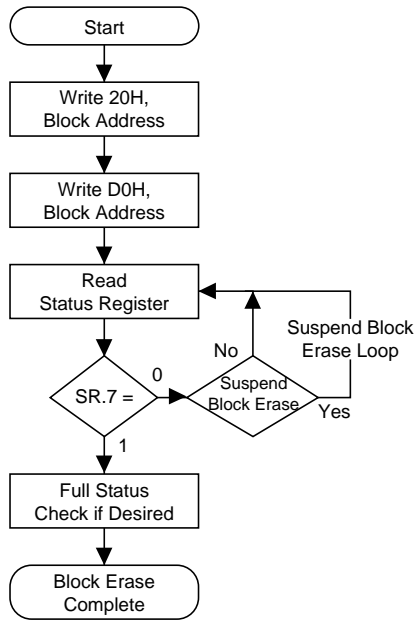 Start
Write 20H,
Block Address
Write D0H,
Block Address
Read
Status Register
Suspend Block
Erase Loop
No
SR.7 =
0
Suspend
Block Erase
Yes
1
Full Status
Check if Desired
Block Erase
Complete